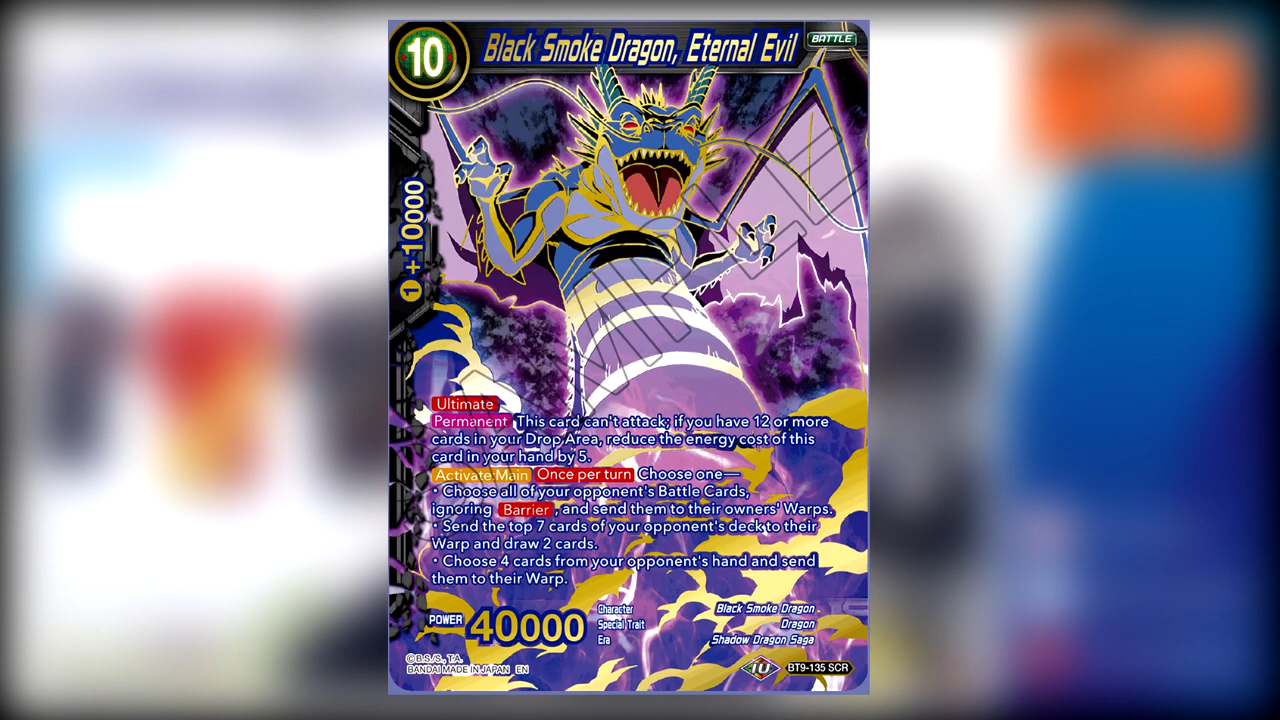 10
Black Smoke Dragon, Eternal Evil
BATTLE
1 +10000
Ultimate
Permanent This card can't attack; if you have 12 or more
cards in your Drop Area, reduce the energy cost of this
card in your hand by 5.
Activate:Main Once per turn Choose one—
• Choose all of your opponent's Battle Cards,
ignoring Barrier, and send them to their owners' Warps.
• Send the top 7 cards of your opponent's deck to their
Warp and draw 2 cards.
• Choose 4 cards from your opponent's hand and send
them to their Warp.
POWER 40000
Character Black Smoke Dragon
Special Trait Dragon
Era Shadow Dragon Saga
©B.S./S., T.A.
BANDAI MADE IN JAPAN EN
IU BT9-135 SCR